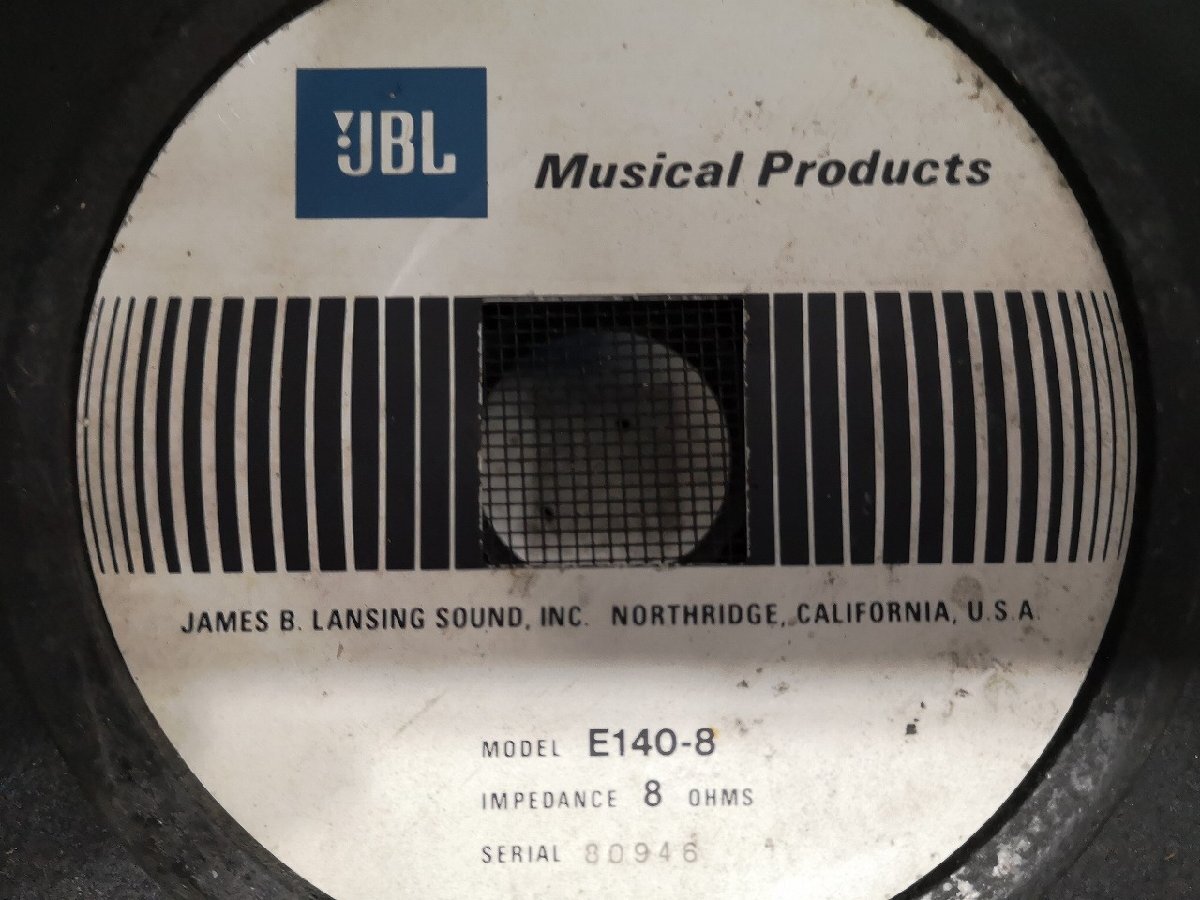 JBL
Musical Products
JAMES B. LANSING SOUND, INC. NORTHRIDGE, CALIFORNIA, U.S.A.
MODEL E140-8
IMPEDANCE 8 OHMS
SERIAL 80946